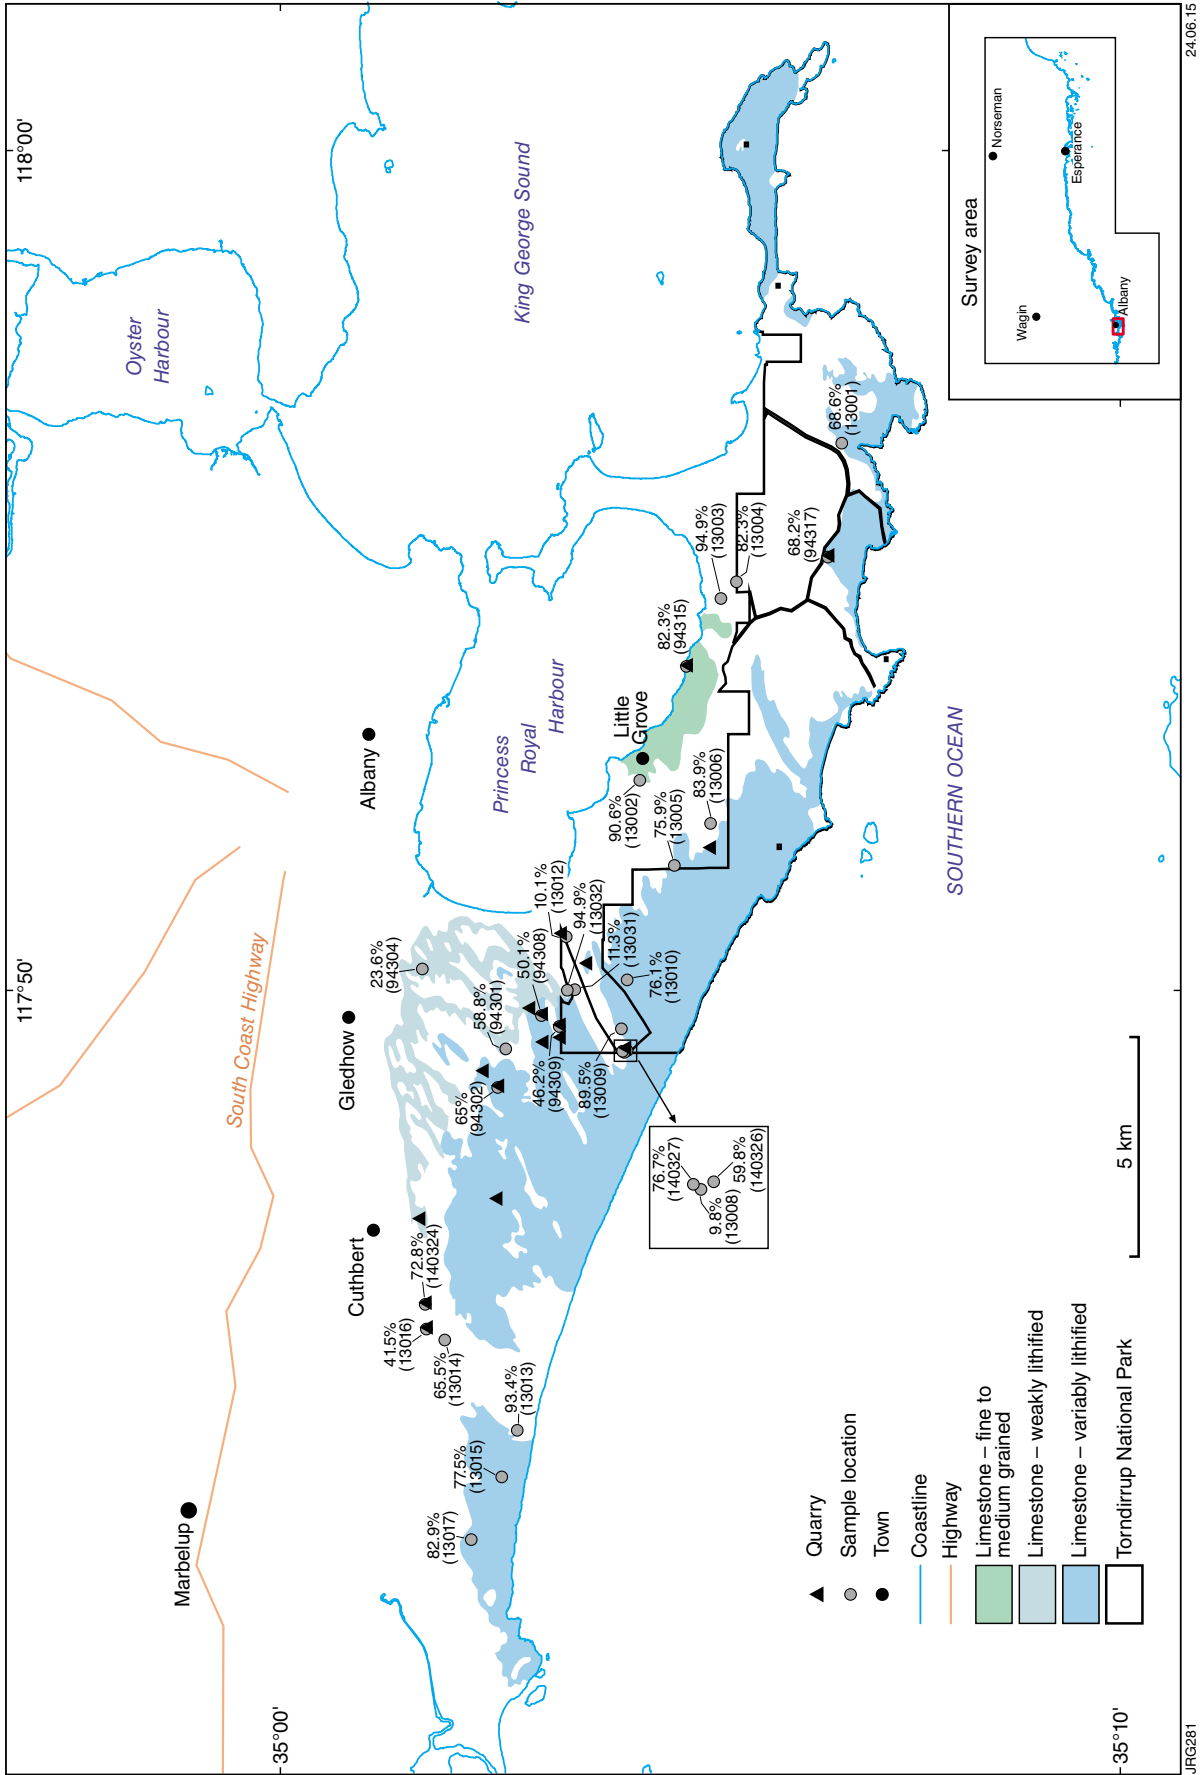 117°50'
118°00'
35°00'
35°10'
Marbelup
Cuthbert
Gledhow
Albany
South Coast Highway
Oyster
Harbour
King George Sound
Princess
Royal
Harbour
Little
Grove
SOUTHERN OCEAN
82.9%
(13017)
77.5%
(13015)
93.4%
(13013)
65.5%
(13014)
41.5%
(13016)
72.8%
(140324)
65%
(94302)
58.8%
(94301)
23.6%
(94304)
50.1%
(94308)
46.2%
(94309)
10.1%
(13012)
94.9%
(13032)
11.3%
(13031)
76.1%
(13010)
89.5%
(13009)
76.7%
(140327)
9.8%
(13008)
59.8%
(140326)
90.6%
(13002)
75.9%
(13005)
83.9%
(13006)
82.3%
(94315)
94.9%
(13003)
82.3%
(13004)
68.2%
(94317)
68.6%
(13001)
Quarry
Sample location
Town
Coastline
Highway
Limestone – fine to
medium grained
Limestone – weakly lithified
Limestone – variably lithified
Torndirrup National Park
5 km
Survey area
Wagin
Norseman
Albany
Esperance
JRG281
24.06.15